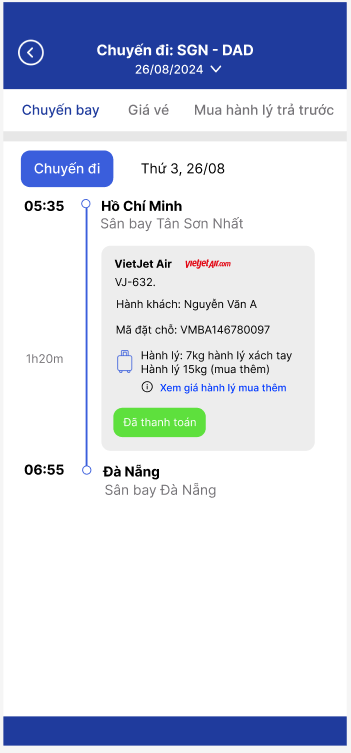 Chuyến đi: SGN - DAD
26/08/2024
Chuyến bay Giá vé Mua hành lý trả trước
Chuyến đi Thứ 3, 26/08
05:35 Hồ Chí Minh
Sân bay Tân Sơn Nhất
VietJet Air vietjetAir.com
VJ-632.
Hành khách: Nguyễn Văn A
Mã đặt chỗ: VMBA146780097
1h20m
Hành lý: 7kg hành lý xách tay
Hành lý 15kg (mua thêm)
Xem giá hành lý mua thêm
Đã thanh toán
06:55 Đà Nẵng
Sân bay Đà Nẵng